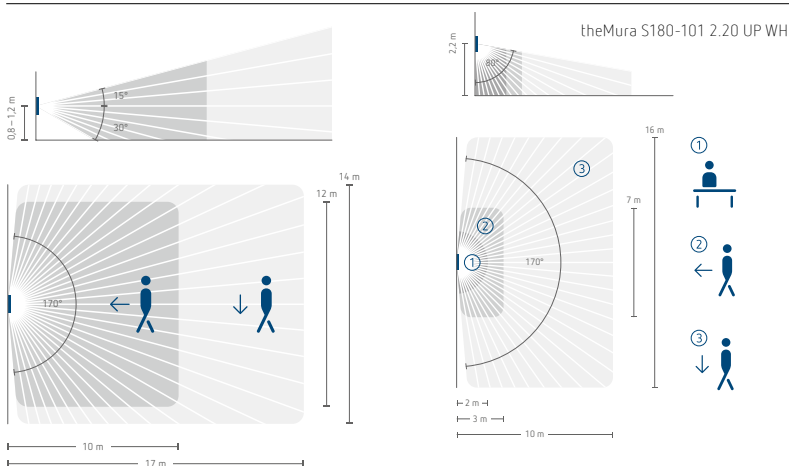 theMura S180-101 2.20 UP WH
15°
30°
0,8 – 1,2 m
80°
2,2 m
14 m
12 m
170°
10 m
17 m
16 m
7 m
170°
1
2
3
2 m
3 m
10 m
1
2
3